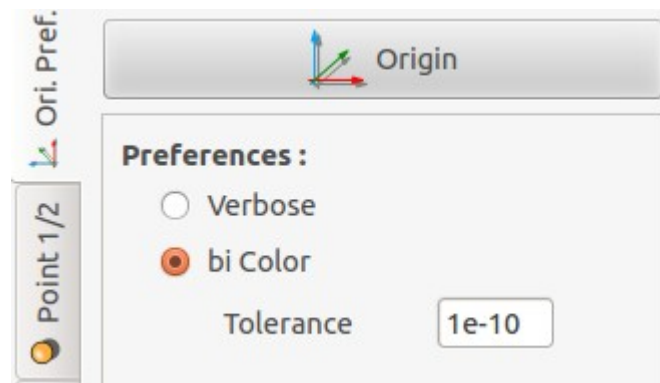 Ori. Pref.
Point 1/2
Origin
Preferences :
Verbose
bi Color
Tolerance 1e-10